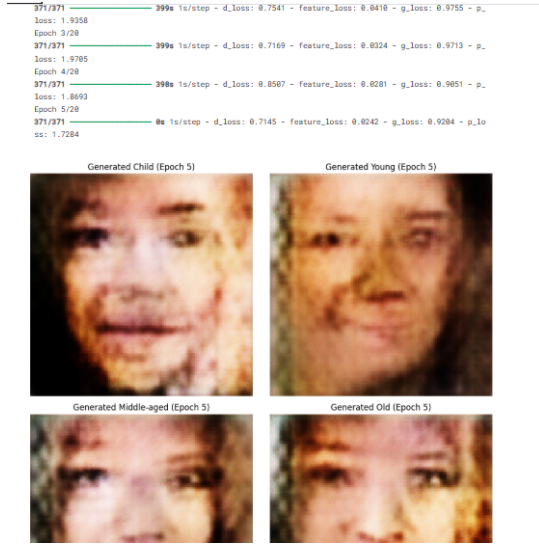 371/371 ━━━━━━━━━━ 399s 1s/step - d_loss: 0.7541 - feature_loss: 0.0410 - g_loss: 0.9755 - p_
loss: 1.9358
Epoch 3/20
371/371 ━━━━━━━━━━ 399s 1s/step - d_loss: 0.7169 - feature_loss: 0.0324 - g_loss: 0.9713 - p_
loss: 1.9705
Epoch 4/20
371/371 ━━━━━━━━━━ 398s 1s/step - d_loss: 0.8507 - feature_loss: 0.0281 - g_loss: 0.9051 - p_
loss: 1.8693
Epoch 5/20
371/371 ━━━━━━━━━━ 0s 1s/step - d_loss: 0.7145 - feature_loss: 0.0242 - g_loss: 0.9204 - p_lo
ss: 1.7284
Generated Child (Epoch 5)
Generated Young (Epoch 5)
Generated Middle-aged (Epoch 5)
Generated Old (Epoch 5)